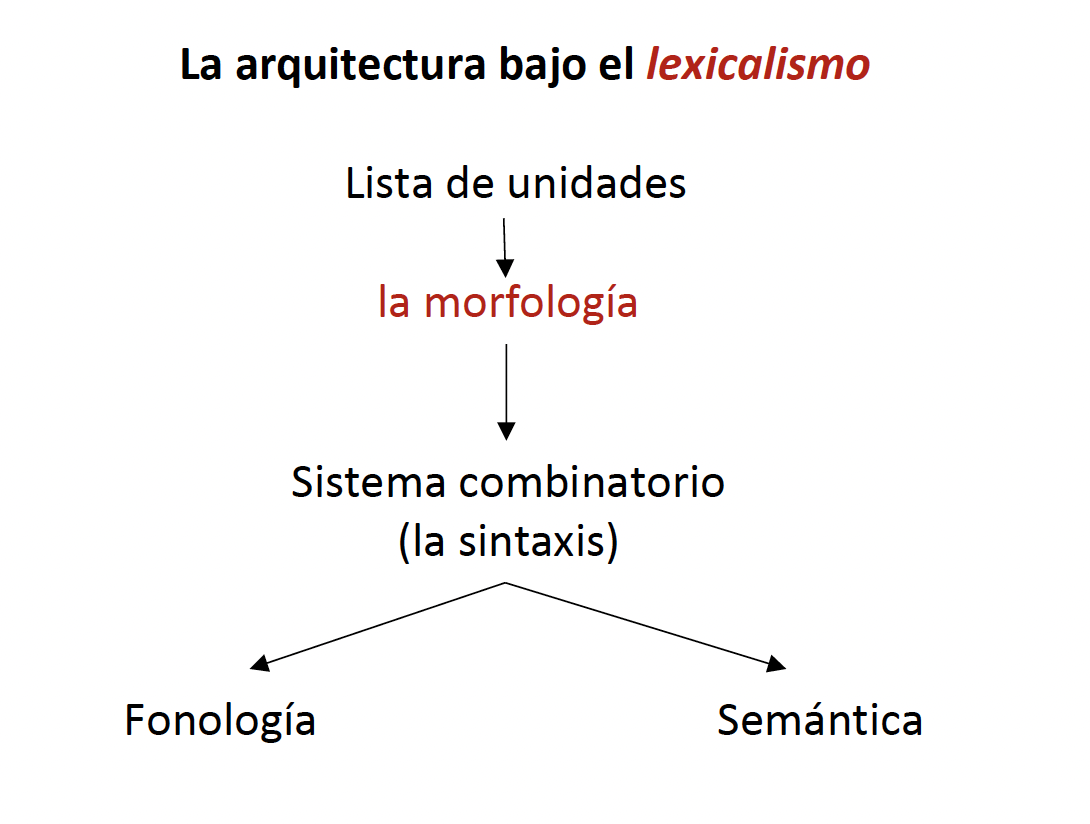 La arquitectura bajo el lexicalismo
Lista de unidades
la morfología
Sistema combinatorio
(la sintaxis)
Fonología
Semántica